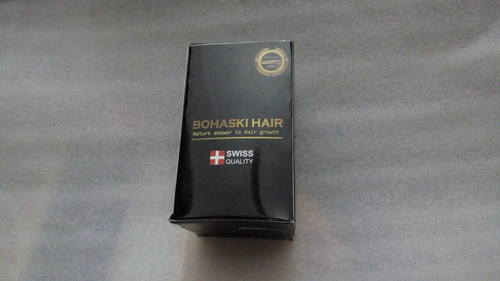 BOHASKI HAIR
Nature answer to Hair growth
SWISS
QUALITY